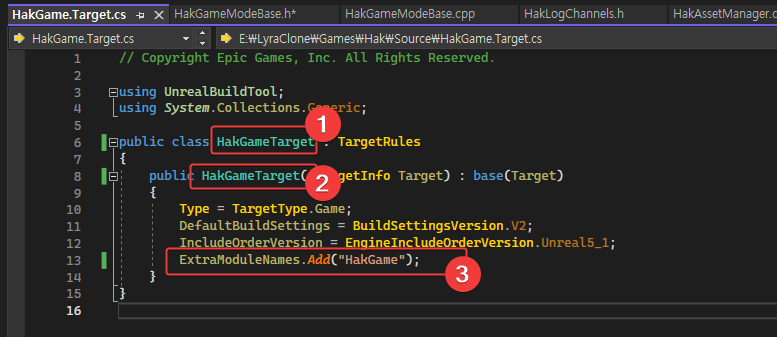 HakGame.Target.cs HakGameModeBase.h* HakGameModeBase.cpp HakLogChannels.h HakAssetManager.c
HakGame.Target.cs E:₩LyraClone₩Games₩Hak₩Source₩HakGame.Target.cs
1 // Copyright Epic Games, Inc. All Rights Reserved.
2
3 using UnrealBuildTool;
4 using System.Collections.Generic;
5
1
6 public class HakGameTarget : TargetRules
7 {
8 public HakGameTarget( etInfo Target) : base(Target)
2
9 {
10 Type = TargetType.Game;
11 DefaultBuildSettings = BuildSettingsVersion.V2;
12 IncludeOrderVersion = EngineIncludeOrderVersion.Unreal5_1;
13 ExtraModuleNames.Add("HakGame");
3
14 }
15 }
16